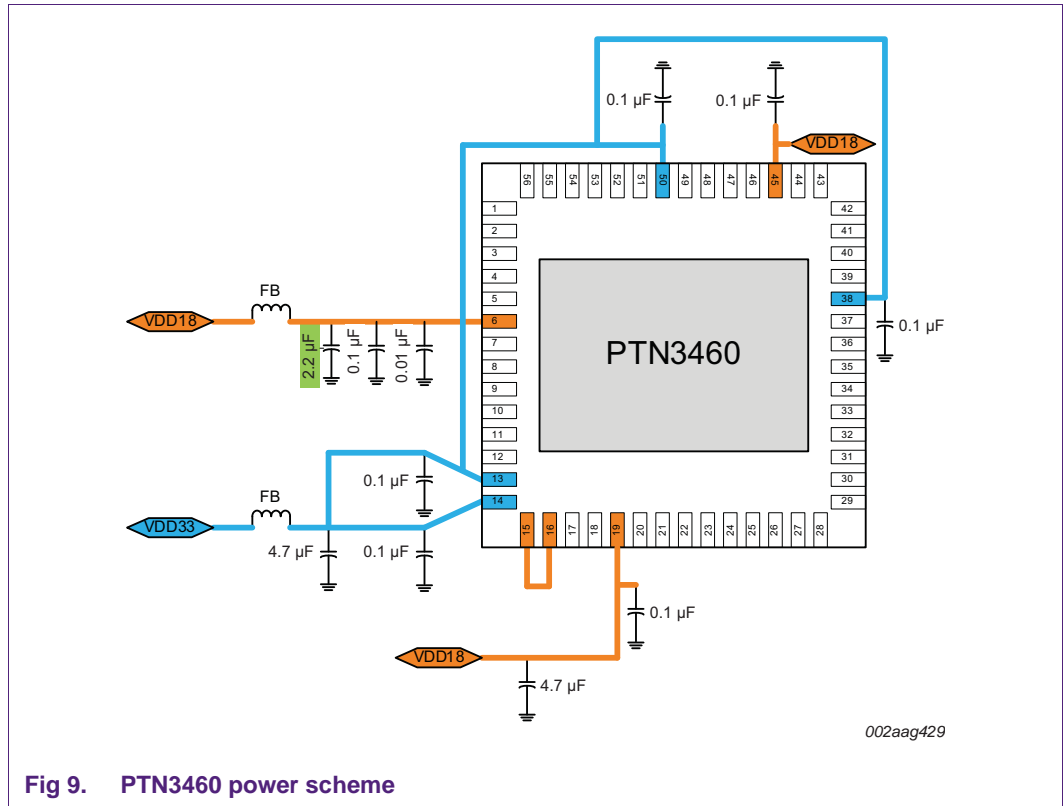 0.1 µF
0.1 µF
VDD18
56
55
54
53
52
51
50
49
48
47
46
45
44
43
1
2
3
4
5
6
7
8
9
10
11
12
13
14
42
41
40
39
38
37
36
35
34
33
32
31
30
29
0.1 µF
PTN3460
FB
VDD18
2.2 µF
0.1 µF
0.01 µF
0.1 µF
FB
VDD33
4.7 µF
0.1 µF
15
16
17
18
19
20
21
22
23
24
25
26
27
28
0.1 µF
VDD18
4.7 µF
002aag429
Fig 9. PTN3460 power scheme